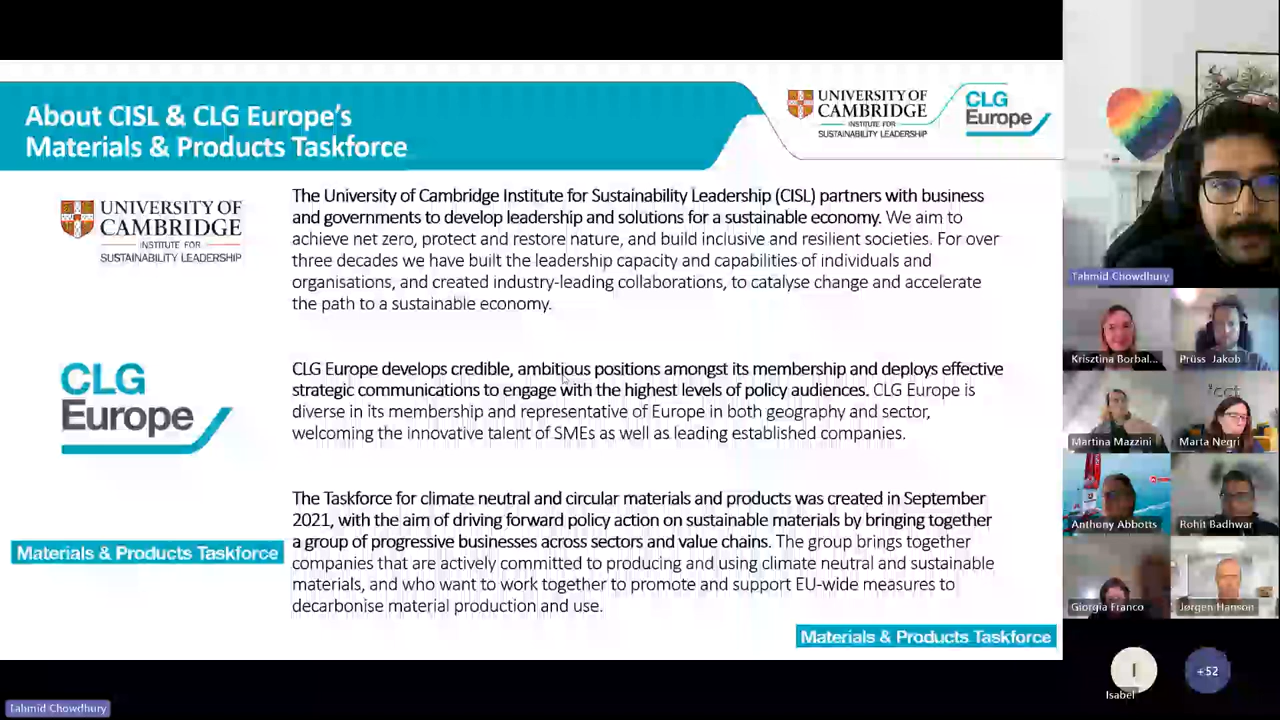 About CISL & CLG Europe's
Materials & Products Taskforce
UNIVERSITY OF
CAMBRIDGE
INSTITUTE FOR
SUSTAINABILITY LEADERSHIP
CLG
Europe
UNIVERSITY OF
CAMBRIDGE
INSTITUTE FOR
SUSTAINABILITY LEADERSHIP
The University of Cambridge Institute for Sustainability Leadership (CISL) partners with business
and governments to develop leadership and solutions for a sustainable economy. We aim to
achieve net zero, protect and restore nature, and build inclusive and resilient societies. For over
three decades we have built the leadership capacity and capabilities of individuals and
organisations, and created industry-leading collaborations, to catalyse change and accelerate
the path to a sustainable economy.
CLG
Europe
CLG Europe develops credible, ambitious positions amongst its membership and deploys effective
strategic communications to engage with the highest levels of policy audiences. CLG Europe is
diverse in its membership and representative of Europe in both geography and sector,
welcoming the innovative talent of SMEs as well as leading established companies.
Materials & Products Taskforce
The Taskforce for climate neutral and circular materials and products was created in September
2021, with the aim of driving forward policy action on sustainable materials by bringing together
a group of progressive businesses across sectors and value chains. The group brings together
companies that are actively committed to producing and using climate neutral and sustainable
materials, and who want to work together to promote and support EU-wide measures to
decarbonise material production and use.
Materials & Products Taskforce
Tahmid Chowdhury
Tahmid Chowdhury
Krisztina Borbal...
Prüss Jakob
Martina Mazzini
Marta Negri
Anthony Abbotts
Rohit Badhwar
Giorgia Franco
Jørgen Hanson
I
Isabel
+52